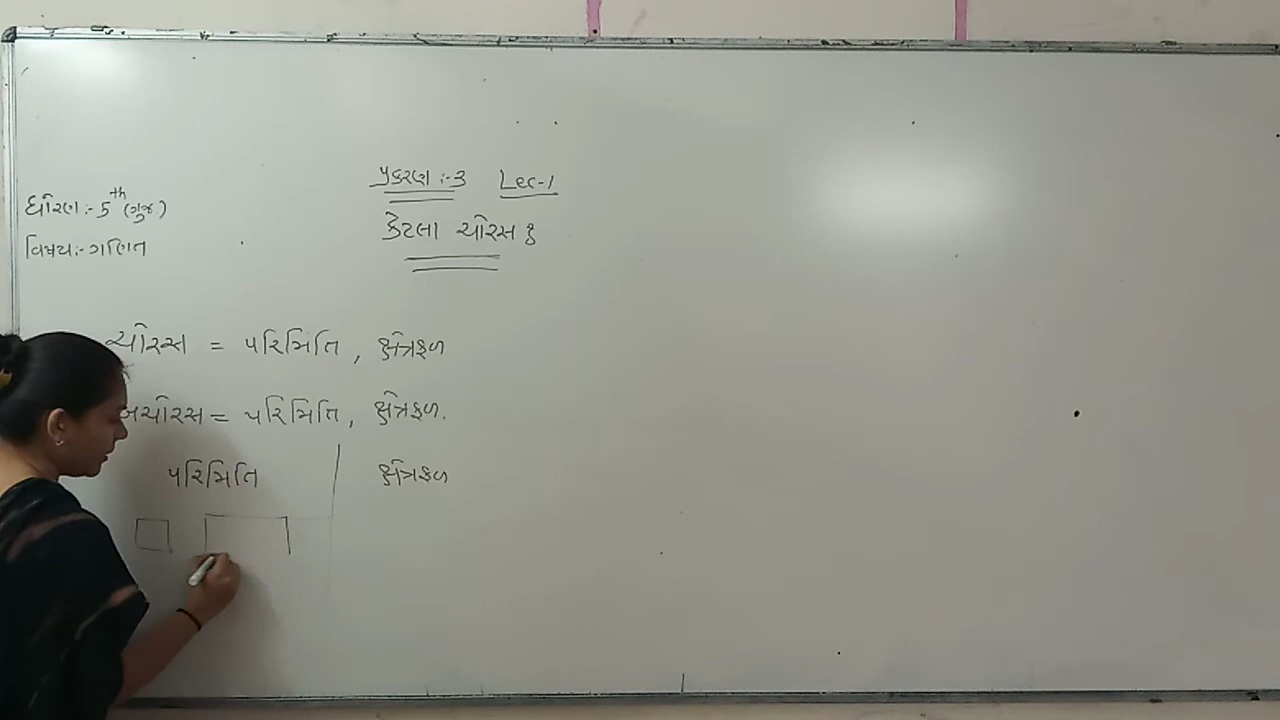 પ્રકરણ:-3 Lec-1
ધોરણ:- 5th (ગુજ)
વિષય:- ગણિત
કેટલા ચોરસ ?
ચોરસ = પરિમિતિ, ક્ષેત્રફળ
બચોરસ = પરિમિતિ, ક્ષેત્રફળ.
પરિમિતિ ક્ષેત્રફળ